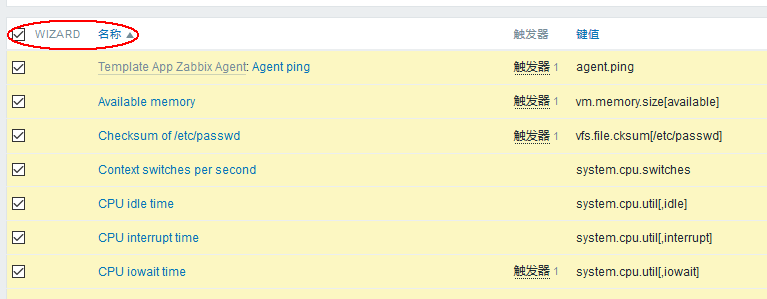 WIZARD 名称 触发器 键值
Template App Zabbix Agent: Agent ping 触发器 1 agent.ping
Available memory 触发器 1 vm.memory.size[available]
Checksum of /etc/passwd 触发器 1 vfs.file.cksum[/etc/passwd]
Context switches per second system.cpu.switches
CPU idle time system.cpu.util[,idle]
CPU interrupt time system.cpu.util[,interrupt]
CPU iowait time 触发器 1 system.cpu.util[,iowait]